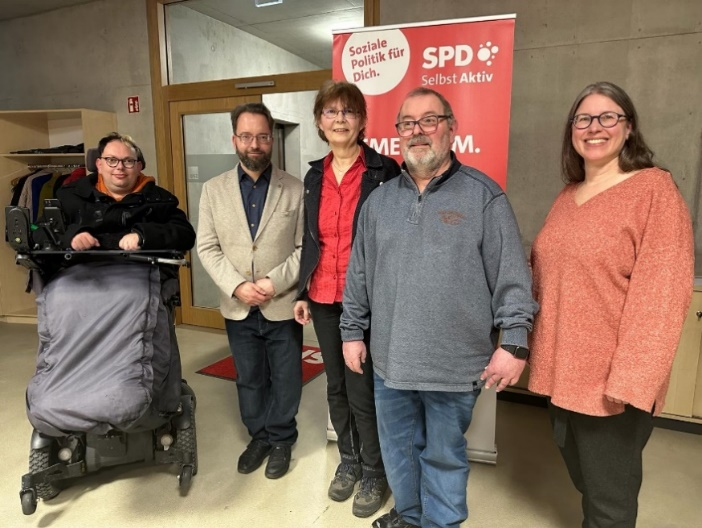 Soziale
Politik für
Dich.
SPD
Selbst Aktiv